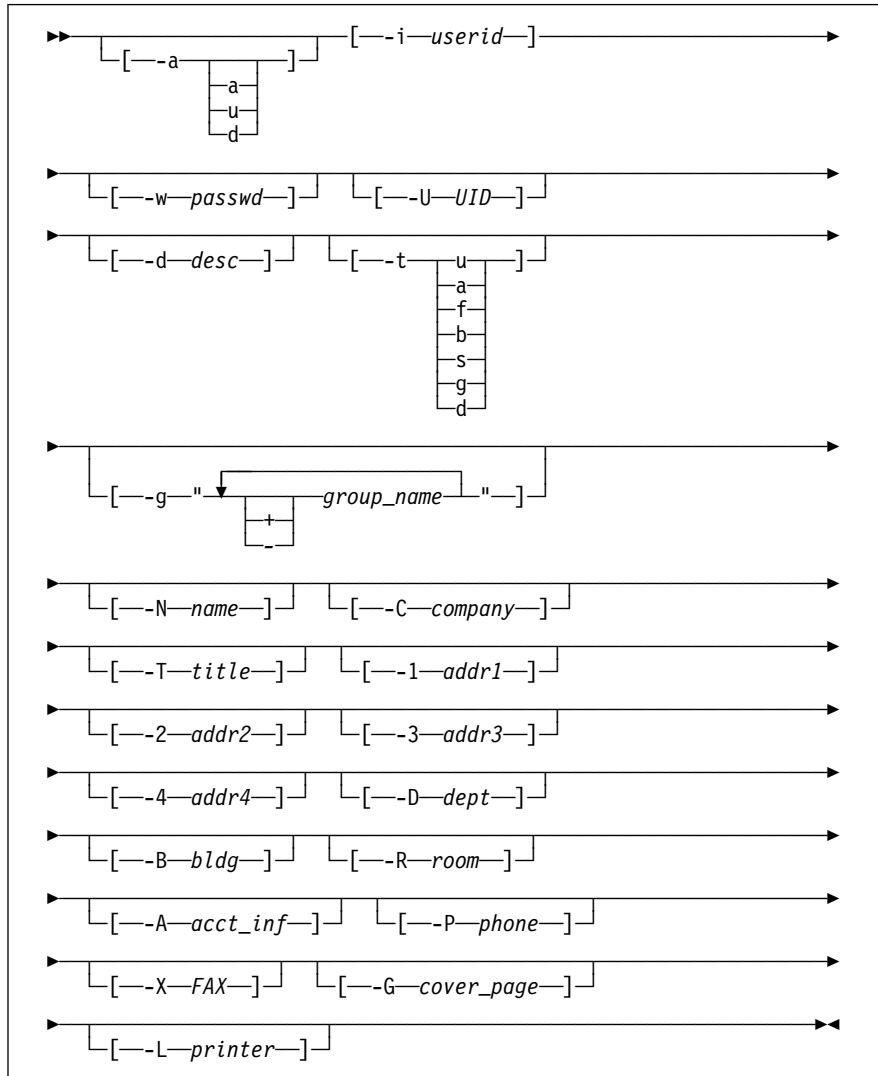 [ -i userid ]
[ -a ]
a
u
d
[ -w passwd ] [ -U UID ]
[ -d desc ] [ -t u ]
a
f
b
s
g
d
[ -g " group_name " ]
+
-
[ -N name ] [ -C company ]
[ -T title ] [ -1 addr1 ]
[ -2 addr2 ] [ -3 addr3 ]
[ -4 addr4 ] [ -D dept ]
[ -B bldg ] [ -R room ]
[ -A acct_inf ] [ -P phone ]
[ -X FAX ] [ -G cover_page ]
[ -L printer ]